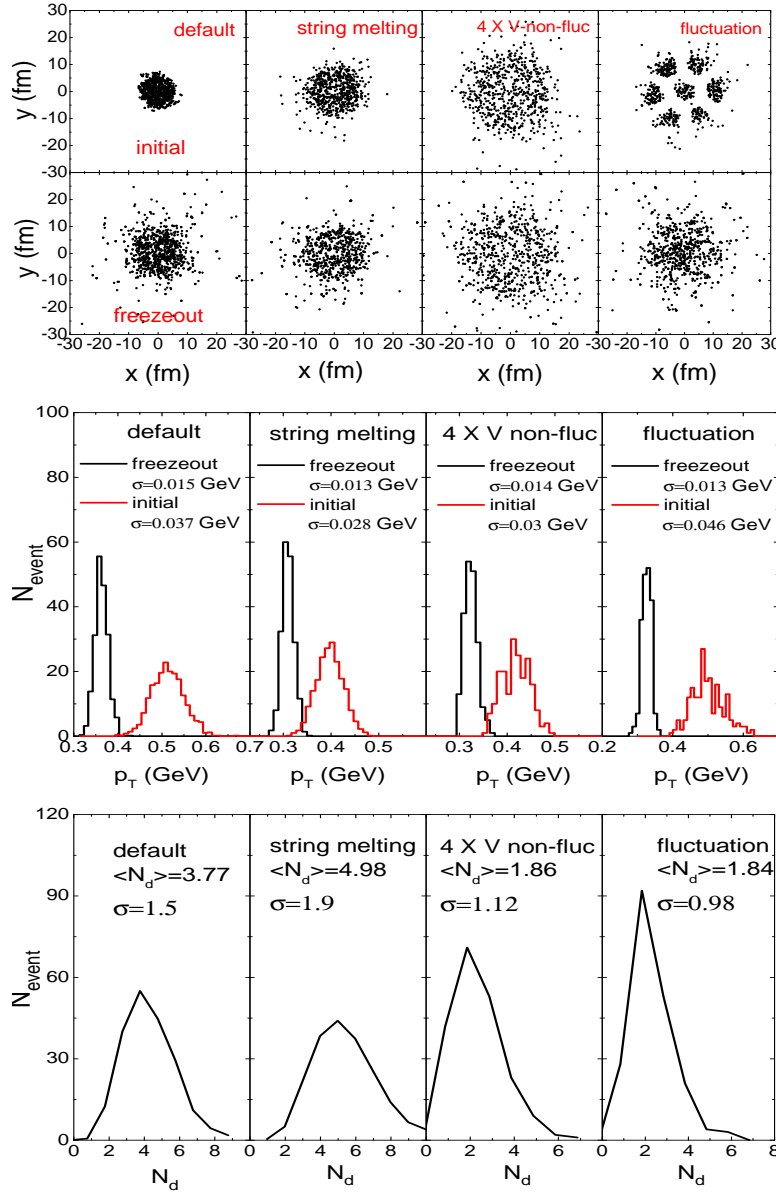 default string melting 4 X V-non-fluc fluctuation
30
20
y (fm)
10
0
-10
initial
-20
-30
20
y (fm)
10
0
-10
-20
freezeout
-30
-30 -20 -10 0 10 20 -30 -20 -10 0 10 20 -30 -20 -10 0 10 20 -30 -20 -10 0 10 20 30
x (fm) x (fm) x (fm) x (fm)
100
default string melting 4 X V non-fluc fluctuation
freezeout freezeout freezeout freezeout
σ=0.015 GeV σ=0.013 GeV σ=0.014 GeV σ=0.013 GeV
80
initial initial initial initial
σ=0.037 GeV σ=0.028 GeV σ=0.03 GeV σ=0.046 GeV
60
N_event
40
20
0
0.3 0.4 0.5 0.6 0.7 0.3 0.4 0.5 0.3 0.4 0.5 0.2 0.4 0.6
p_T (GeV) p_T (GeV) p_T (GeV) p_T (GeV)
120
default string melting 4 X V non-fluc fluctuation
<N_d>=3.77 <N_d>=4.98 <N_d>=1.86 <N_d>=1.84
σ=1.5 σ=1.9 σ=1.12 σ=0.98
90
60
N_event
30
0
0 2 4 6 8 0 2 4 6 8 0 2 4 6 0 2 4 6 8
N_d N_d N_d N_d